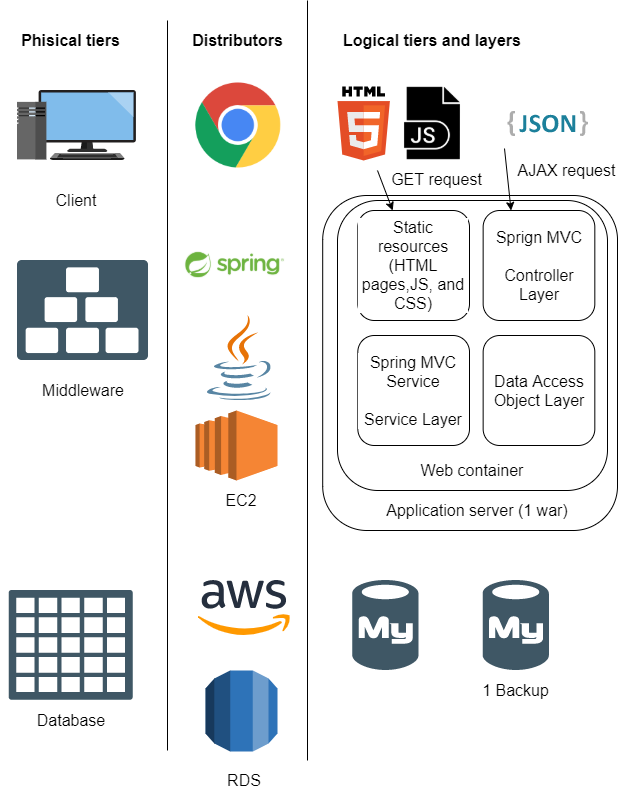 Phisical tiers
Distributors
Logical tiers and layers
HTML
5
JS
{JSON}
GET request
AJAX request
Client
Static
resources
(HTML
pages,JS, and
CSS)
Sprign MVC
Controller
Layer
spring
Middleware
Spring MVC
Service
Service Layer
Data Access
Object Layer
Web container
EC2
Application server (1 war)
aws
My
My
1 Backup
Database
RDS